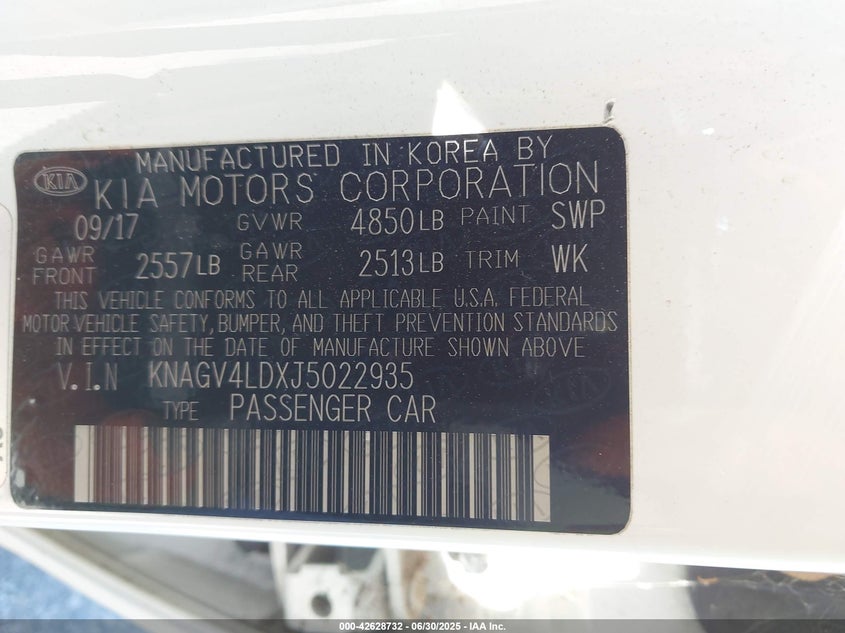 MANUFACTURED IN KOREA BY
KIA KIA MOTORS CORPORATION
09/17 GVWR 4850LB PAINT SWP
GAWR FRONT 2557LB GAWR REAR 2513LB TRIM WK
THIS VEHICLE CONFORMS TO ALL APPLICABLE U.S.A. FEDERAL
MOTOR VEHICLE SAFETY, BUMPER, AND THEFT PREVENTION STANDARDS
IN EFFECT ON THE DATE OF MANUFACTURE SHOWN ABOVE
V.I.N KNAGV4LDXJ5022935
TYPE PASSENGER CAR
000-42628732 - 06/30/2025 - IAA Inc.